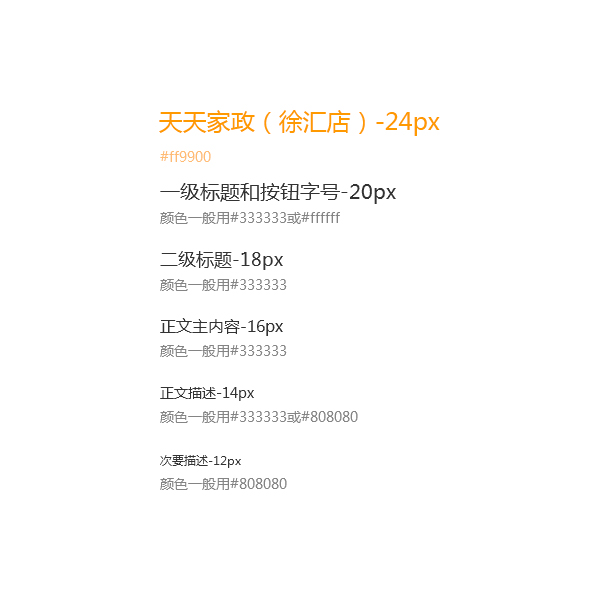 天天家政（徐汇店）-24px
#ff9900
一级标题和按钮字号-20px
颜色一般用#333333或#ffffff
二级标题-18px
颜色一般用#333333
正文主内容-16px
颜色一般用#333333
正文描述-14px
颜色一般用#333333或#808080
次要描述-12px
颜色一般用#808080